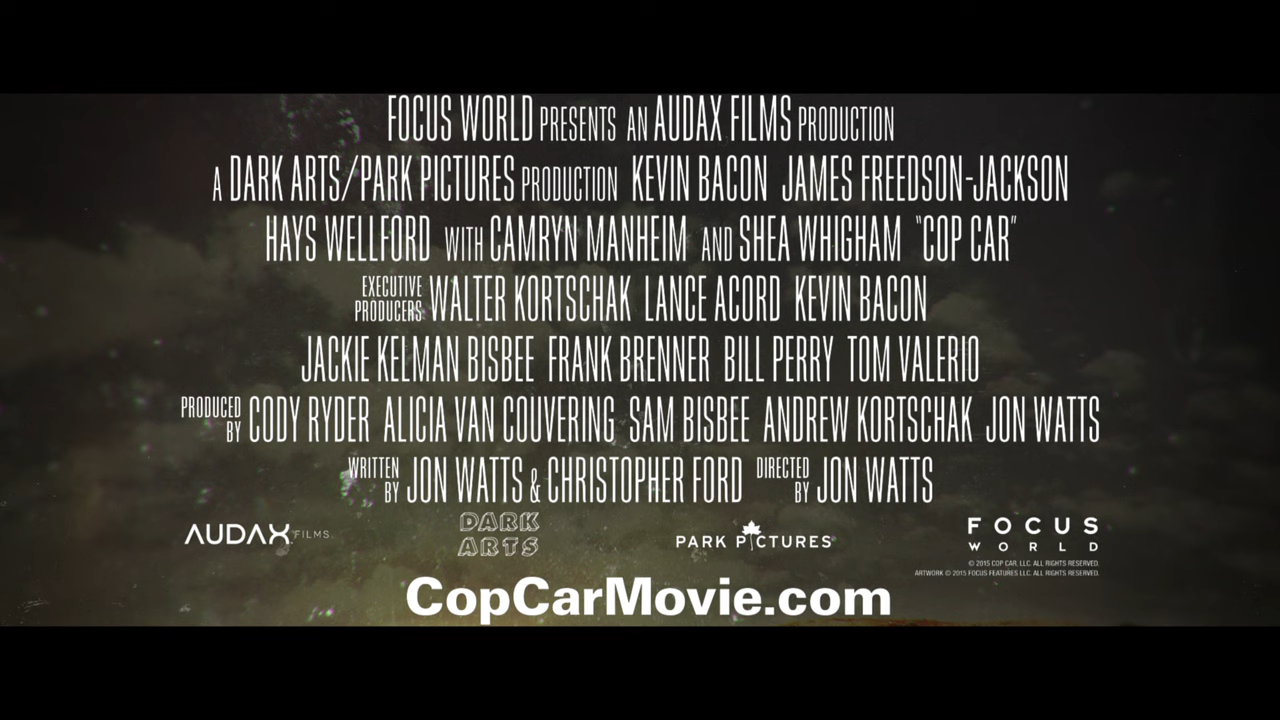 FOCUS WORLD PRESENTS AN AUDAX FILMS PRODUCTION
A DARK ARTS/PARK PICTURES PRODUCTION KEVIN BACON JAMES FREEDSON-JACKSON
HAYS WELLFORD WITH CAMRYN MANHEIM AND SHEA WHIGHAM "COP CAR"
EXECUTIVE PRODUCERS WALTER KORTSCHAK LANCE ACORD KEVIN BACON
JACKIE KELMAN BISBEE FRANK BRENNER BILL PERRY TOM VALERIO
PRODUCED BY CODY RYDER ALICIA VAN COUVERING SAM BISBEE ANDREW KORTSCHAK JON WATTS
WRITTEN BY JON WATTS & CHRISTOPHER FORD DIRECTED BY JON WATTS
AUDAX FILMS
DARK
ARTS
PARK PICTURES
FOCUS
WORLD
© 2015 COP CAR, LLC. ALL RIGHTS RESERVED.
ARTWORK © 2015 FOCUS FEATURES LLC. ALL RIGHTS RESERVED.
CopCarMovie.com